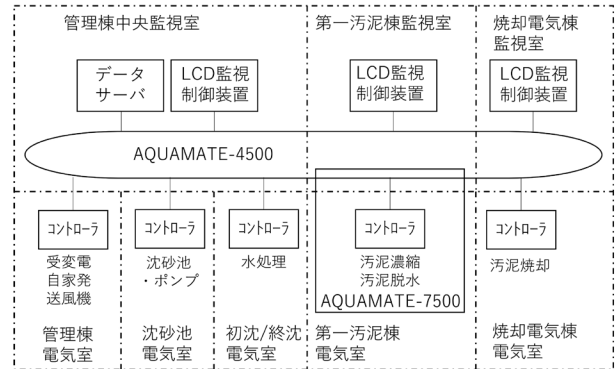 管理棟中央監視室
第一汚泥棟監視室
焼却電気棟
監視室
データ
サーバ
LCD監視
制御装置
LCD監視
制御装置
LCD監視
制御装置
AQUAMATE-4500
コントローラ
受変電
自家発
送風機
管理棟
電気室
コントローラ
沈砂池
・ポンプ
沈砂池
電気室
コントローラ
水処理
初沈/終沈
電気室
コントローラ
汚泥濃縮
汚泥脱水
AQUAMATE-7500
第一汚泥棟
電気室
コントローラ
汚泥焼却
焼却電気棟
電気室